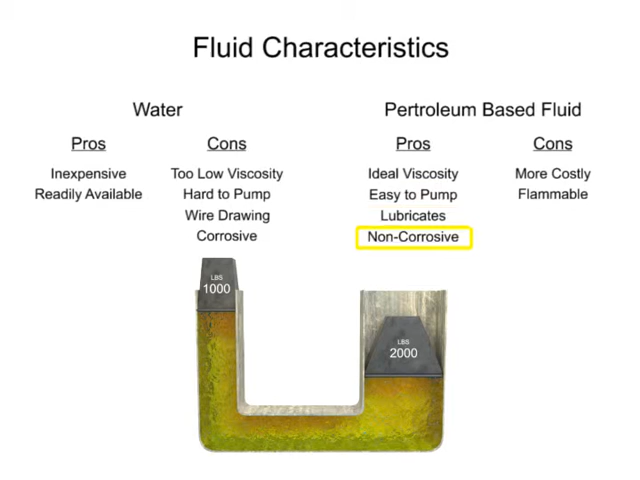 Fluid Characteristics
Water
Pertroleum Based Fluid
Pros
Cons
Pros
Cons
Inexpensive
Too Low Viscosity
Ideal Viscosity
More Costly
Readily Available
Hard to Pump
Easy to Pump
Flammable
Wire Drawing
Lubricates
Corrosive
Non-Corrosive
LBS
1000
LBS
2000